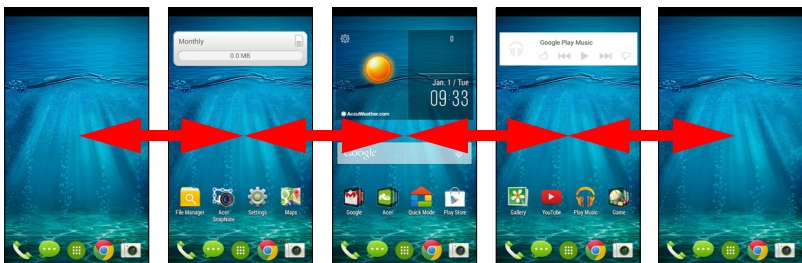 Monthly
0.0 MB
File Manager
Acer SnapNote
Settings
Maps
0
Jan. 1 / Tue
09:33
AccuWeather.com
Google
Google
Acer
Quick Mode
Play Store
Google Play Music
Gallery
YouTube
Play Music
Game